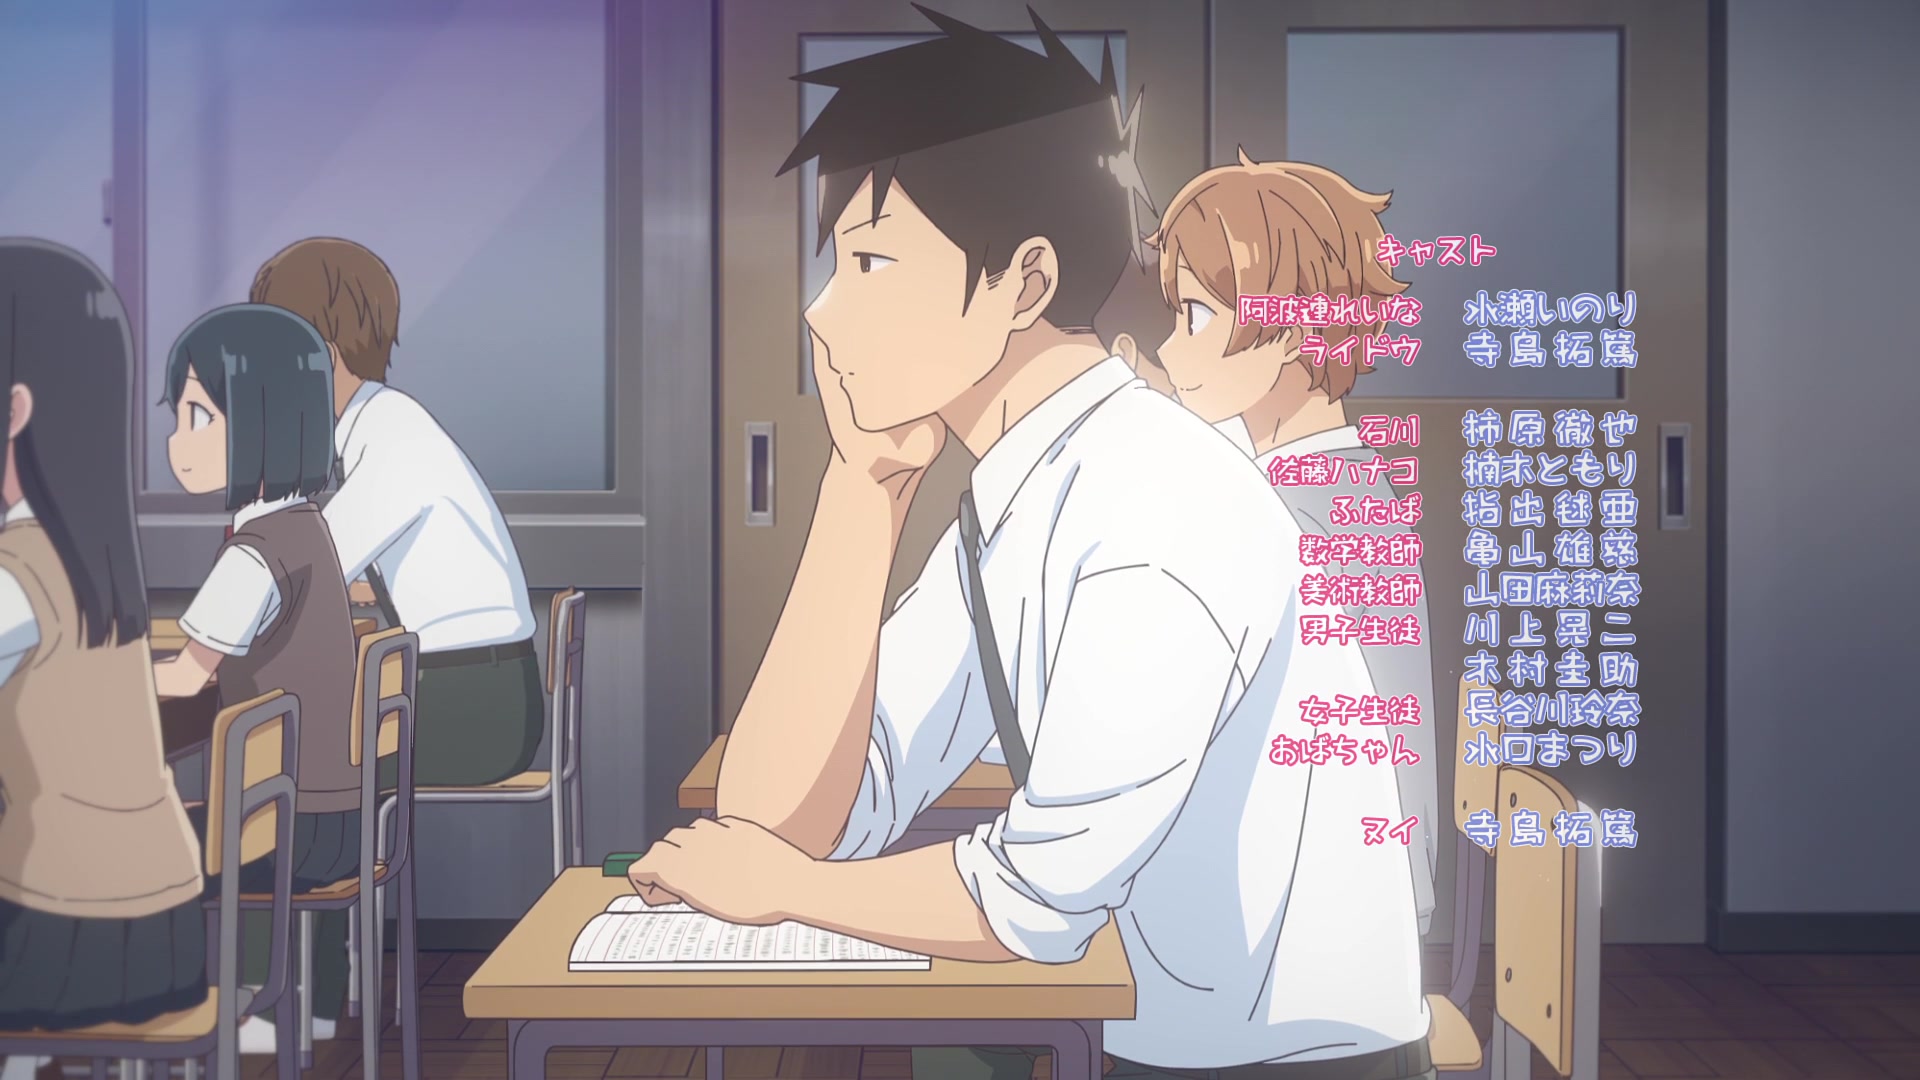 キャスト
阿波連れいな 水瀬いのり
ライドウ 寺島拓篤
石川 柿原徹也
佐藤ハナコ 楠木ともり
ふたば 指出毬亜
数学教師 亀山雄慈
美術教師 山田麻莉奈
男子生徒 川上晃二
木村圭助
女子生徒 長谷川玲奈
おばちゃん 水口まつり
ヌイ 寺島拓篤